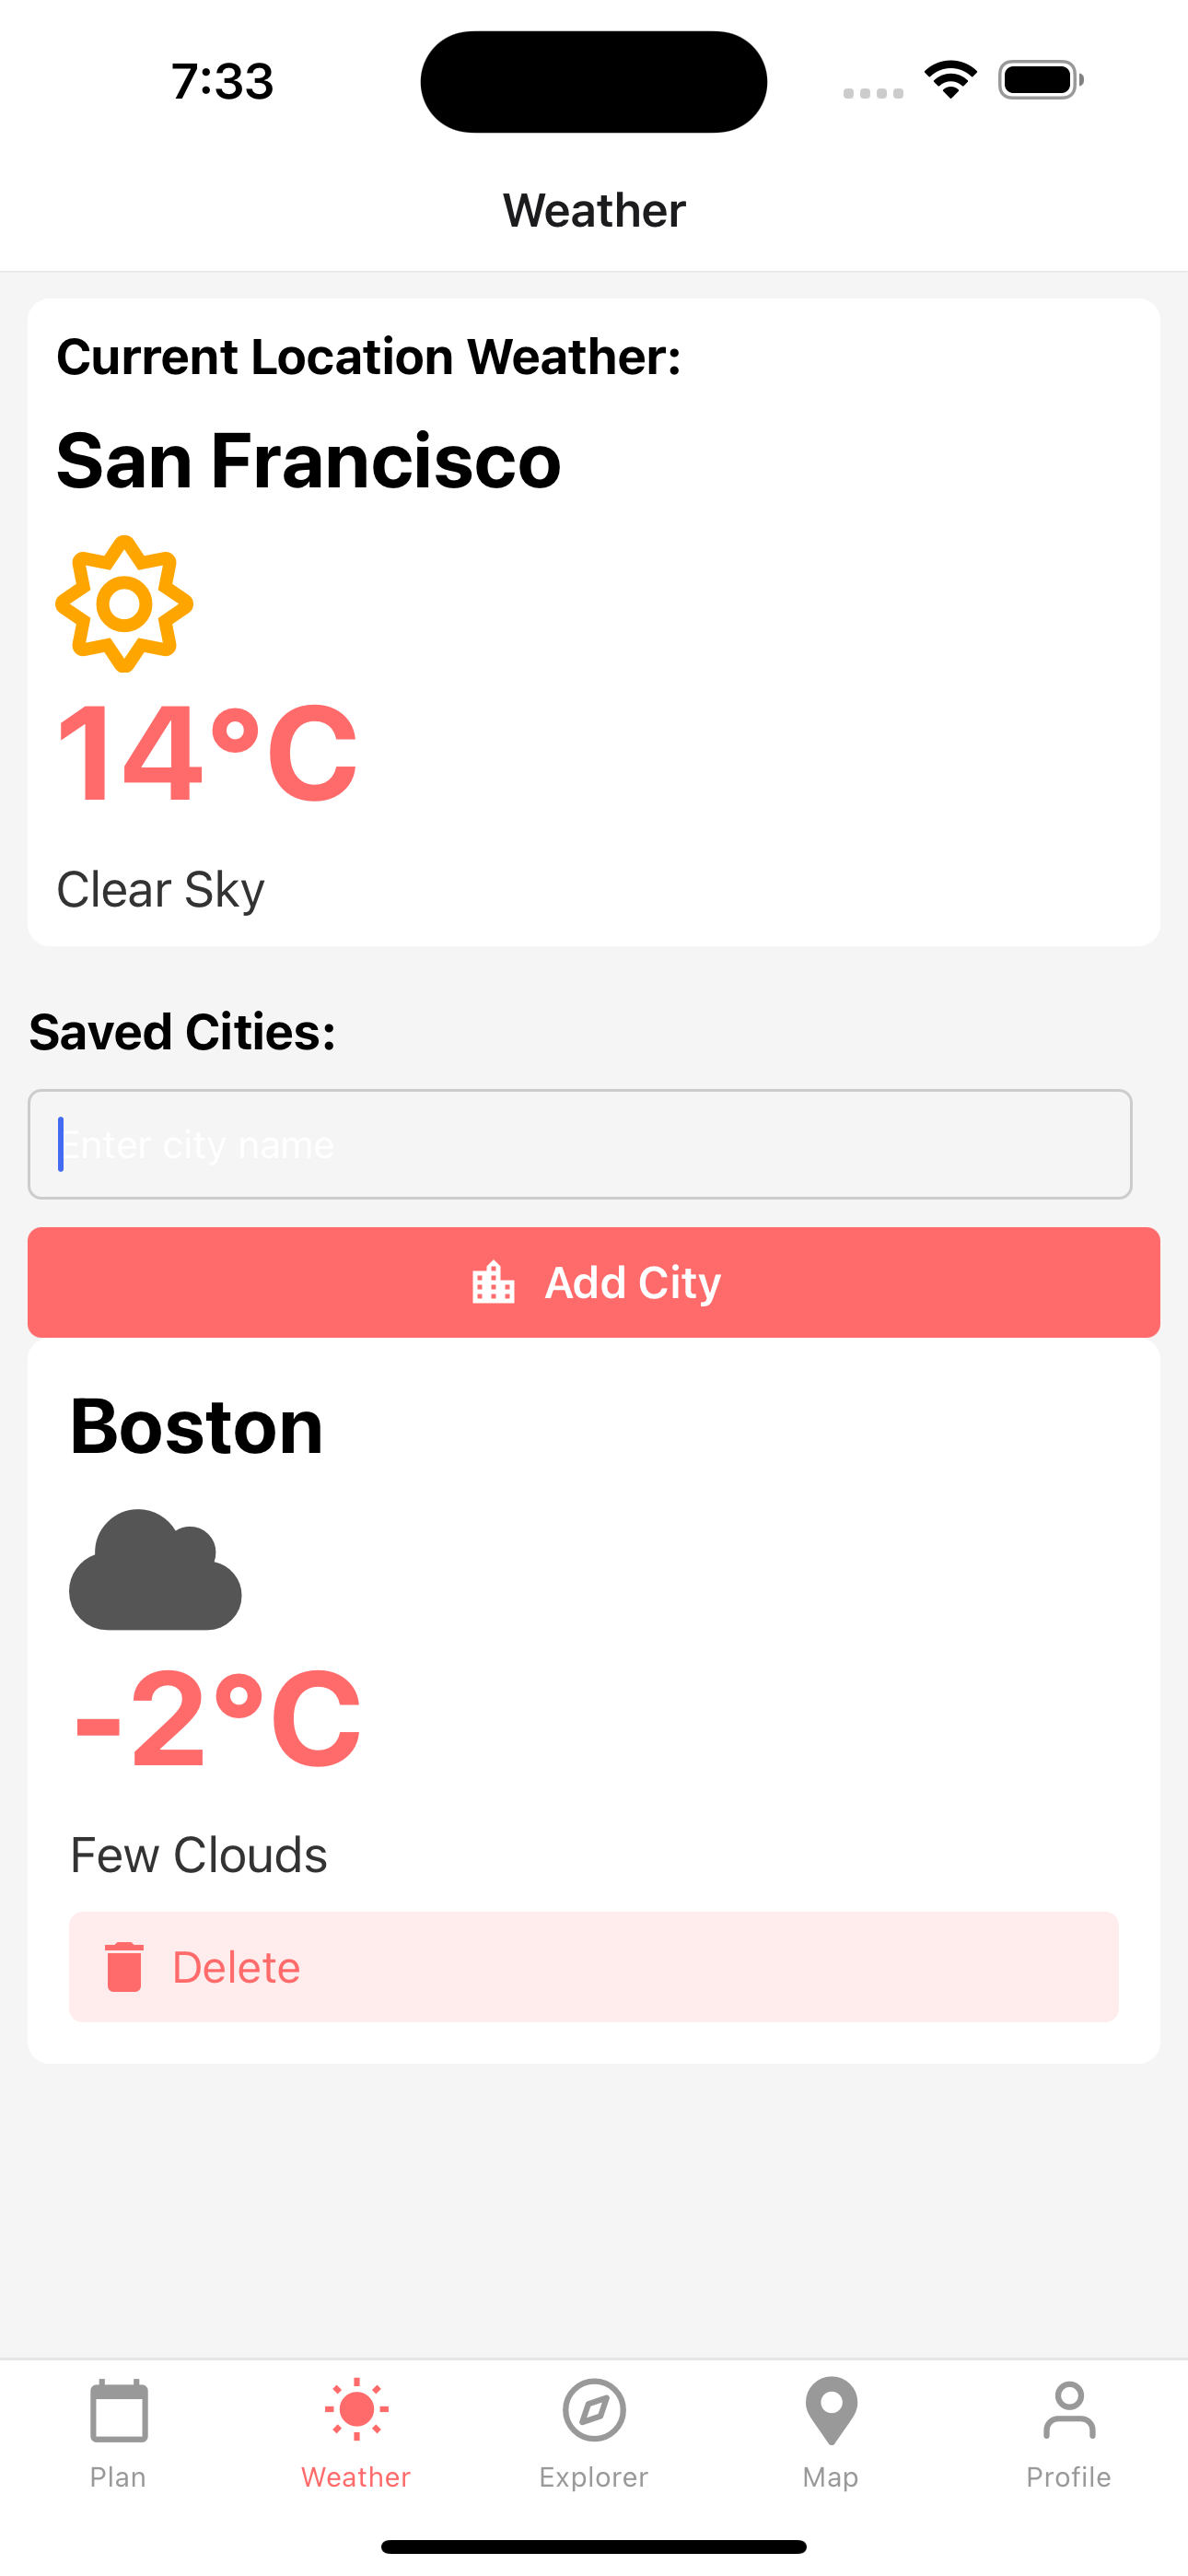 7:33
Weather
Current Location Weather:
San Francisco
14°C
Clear Sky
Saved Cities:
Enter city name
Add City
Boston
-2°C
Few Clouds
Delete
Plan Weather Explorer Map Profile